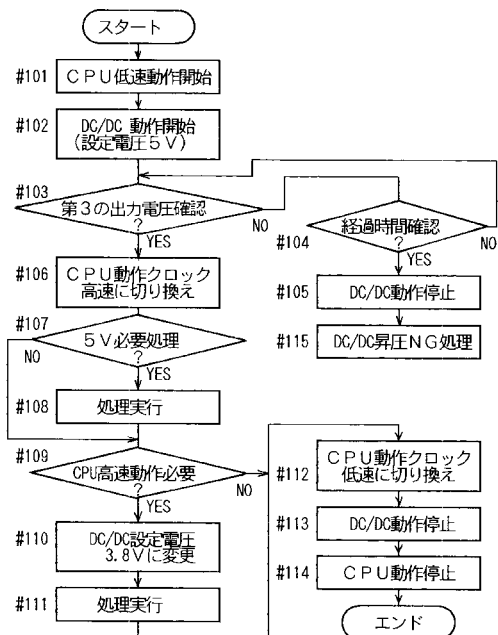 スタート
#101
CPU低速動作開始
#102
DC/DC 動作開始
(設定電圧5V)
#103
第3の出力電圧確認
?
NO
YES
#104
経過時間確認
?
NO
YES
#105
DC/DC動作停止
#115
DC/DC昇圧NG処理
#106
CPU動作クロック
高速に切り換え
#107
5V必要処理
?
NO
YES
#108
処理実行
#109
CPU高速動作必要
?
NO
YES
#110
DC/DC設定電圧
3.8Vに変更
#111
処理実行
#112
CPU動作クロック
低速に切り換え
#113
DC/DC動作停止
#114
CPU動作停止
エンド